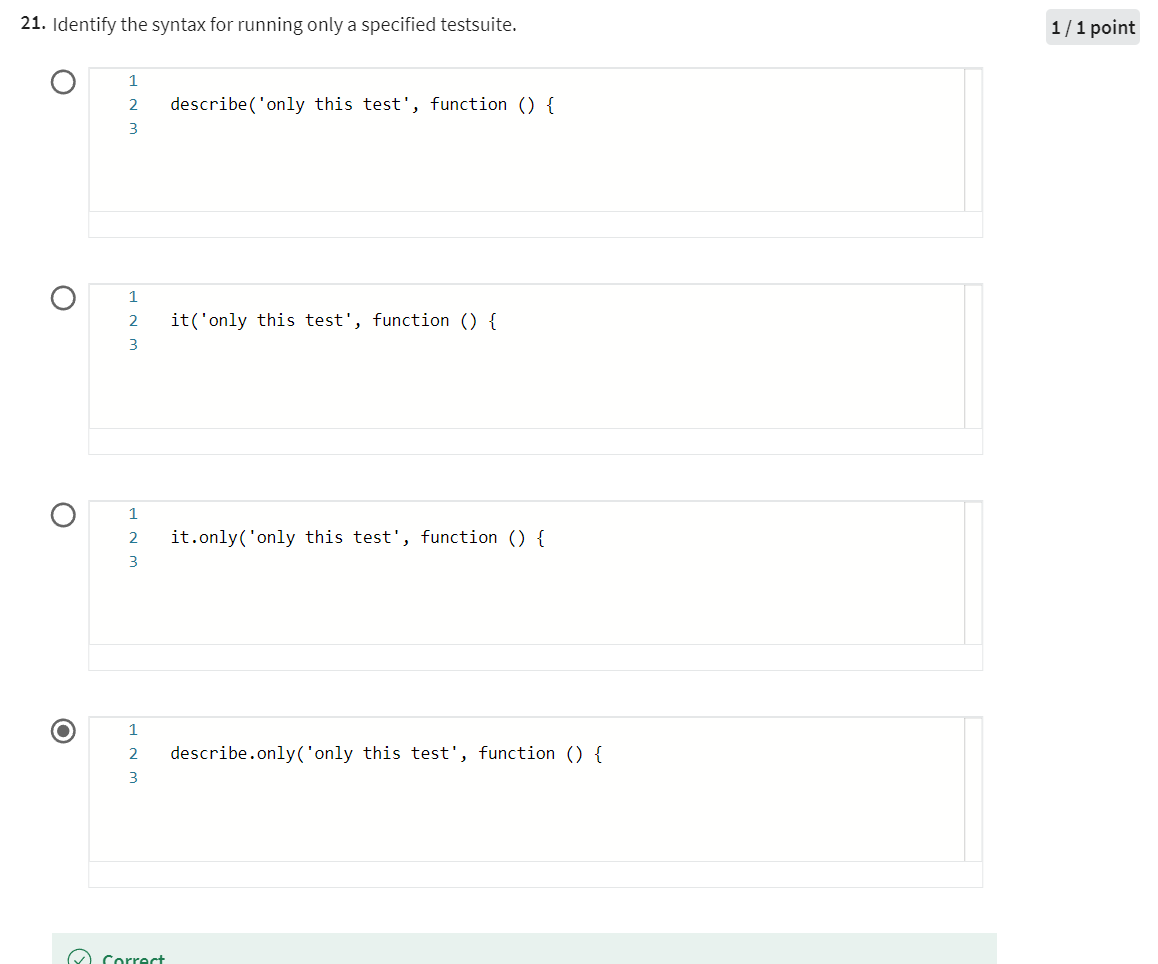 21. Identify the syntax for running only a specified testsuite.
1 / 1 point
1
2 describe('only this test', function () {
3
1
2 it('only this test', function () {
3
1
2 it.only('only this test', function () {
3
1
2 describe.only('only this test', function () {
3
Correct